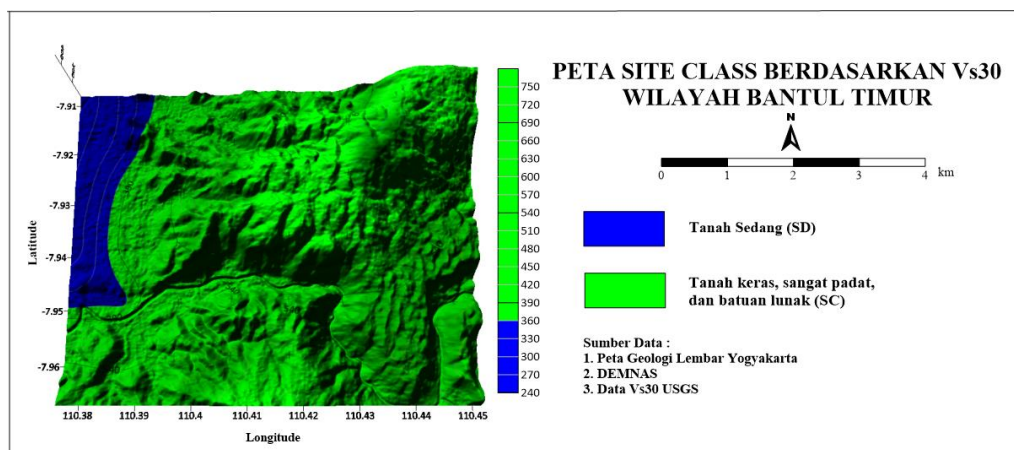 PETA SITE CLASS BERDASARKAN Vs30
WILAYAH BANTUL TIMUR
N
0 1 2 3 4 km
Tanah Sedang (SD)
Tanah keras, sangat padat,
dan batuan lunak (SC)
Sumber Data :
1. Peta Geologi Lembar Yogyakarta
2. DEMNAS
3. Data Vs30 USGS
750
720
690
660
630
600
570
540
510
480
450
420
390
360
330
300
270
240
Latitude
-7.91
-7.92
-7.93
-7.94
-7.95
-7.96
110.38 110.39 110.4 110.41 110.42 110.43 110.44 110.45
Longitude